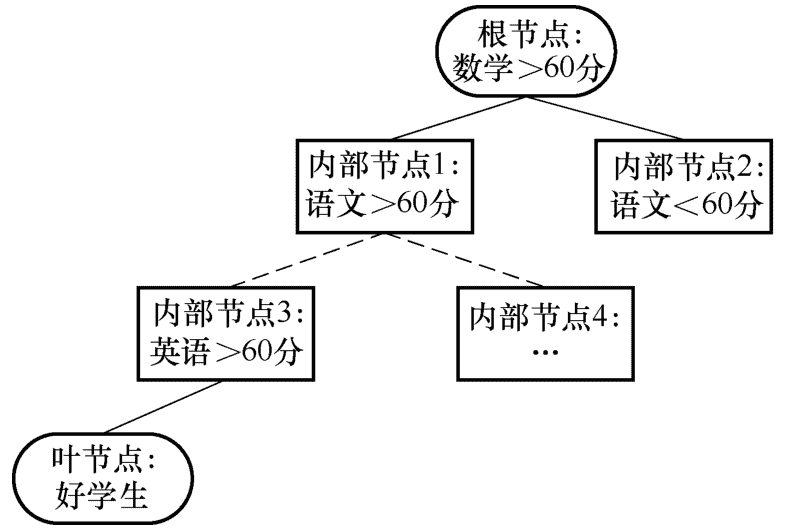 根节点：
数学＞60分
内部节点1：
语文＞60分
内部节点2：
语文＜60分
内部节点3：
英语＞60分
内部节点4：
…
叶节点：
好学生